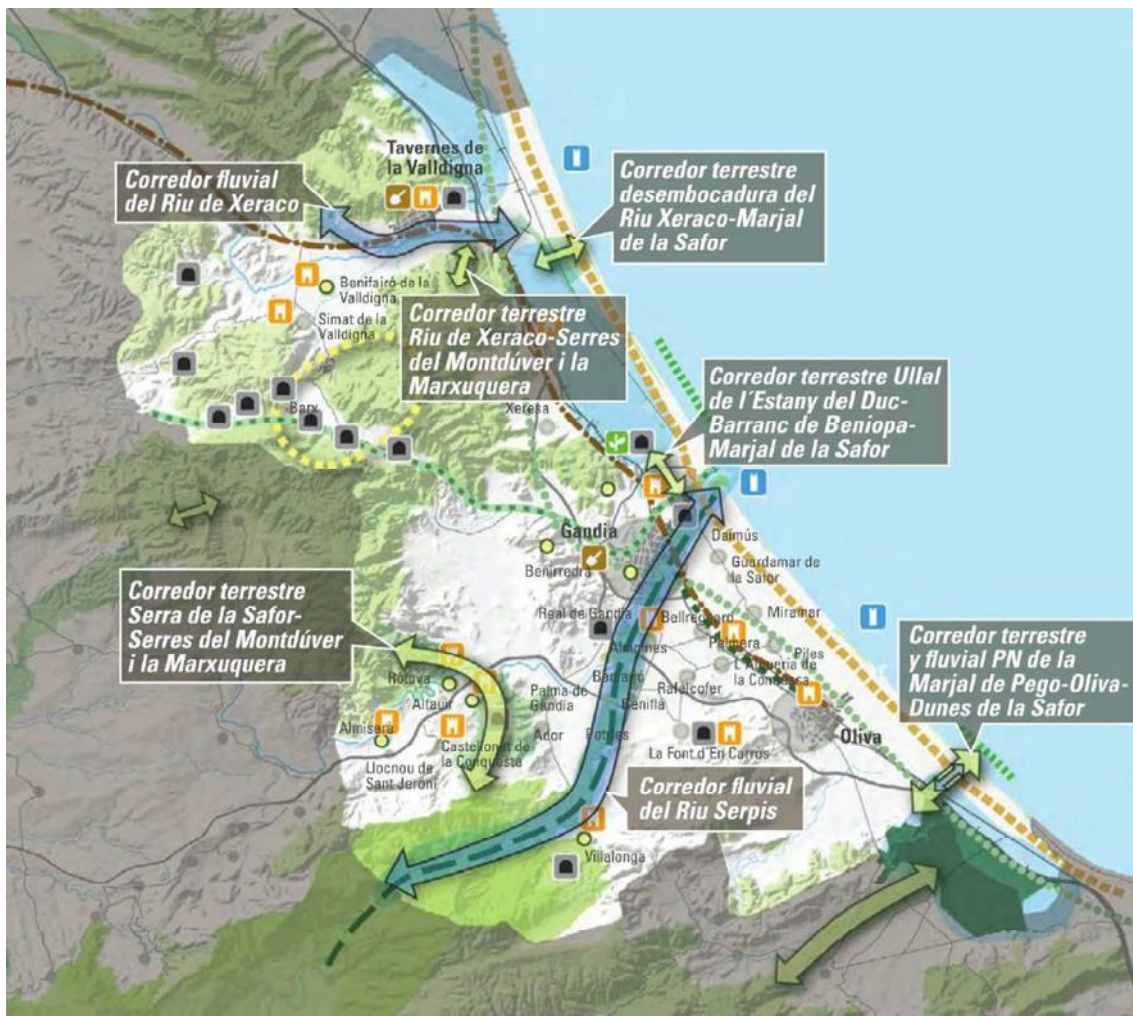 Tavernes de
la Valldigna
Corredor fluvial
del Riu de Xeraco
Corredor terrestre
desembocadura del
Riu Xeraco-Marjal
de la Safor
Benifairó de la
Valldigna
Simat de la
Valldigna
Corredor terrestre
Riu de Xeraco-Serres
del Montdúver i la
Marxuquera
Corredor terrestre Ullal
de l´Estany del Duc-
Barranc de Beniopa-
Marjal de la Safor
Barx
Xeresa
Gandia
Daimús
Benirredrà
Guardamar de
la Safor
Corredor terrestre
Serra de la Safor-
Serres del Montdúver
i la Marxuquera
Real de Gandia
Bellreguard
Miramar
Almoines
Palmera
Piles
L'Alqueria de
la Comtessa
Corredor terrestre
y fluvial PN de la
Marjal de Pego-Oliva-
Dunes de la Safor
Rótova
Alfauir
Palma de
Gandia
Beniflà
Rafelcofer
Almiserà
Castellonet de
la Conquesta
Ador
Potries
Oliva
La Font d'En Carròs
Llocnou de
Sant Jeroni
Corredor fluvial
del Riu Serpis
Villalonga